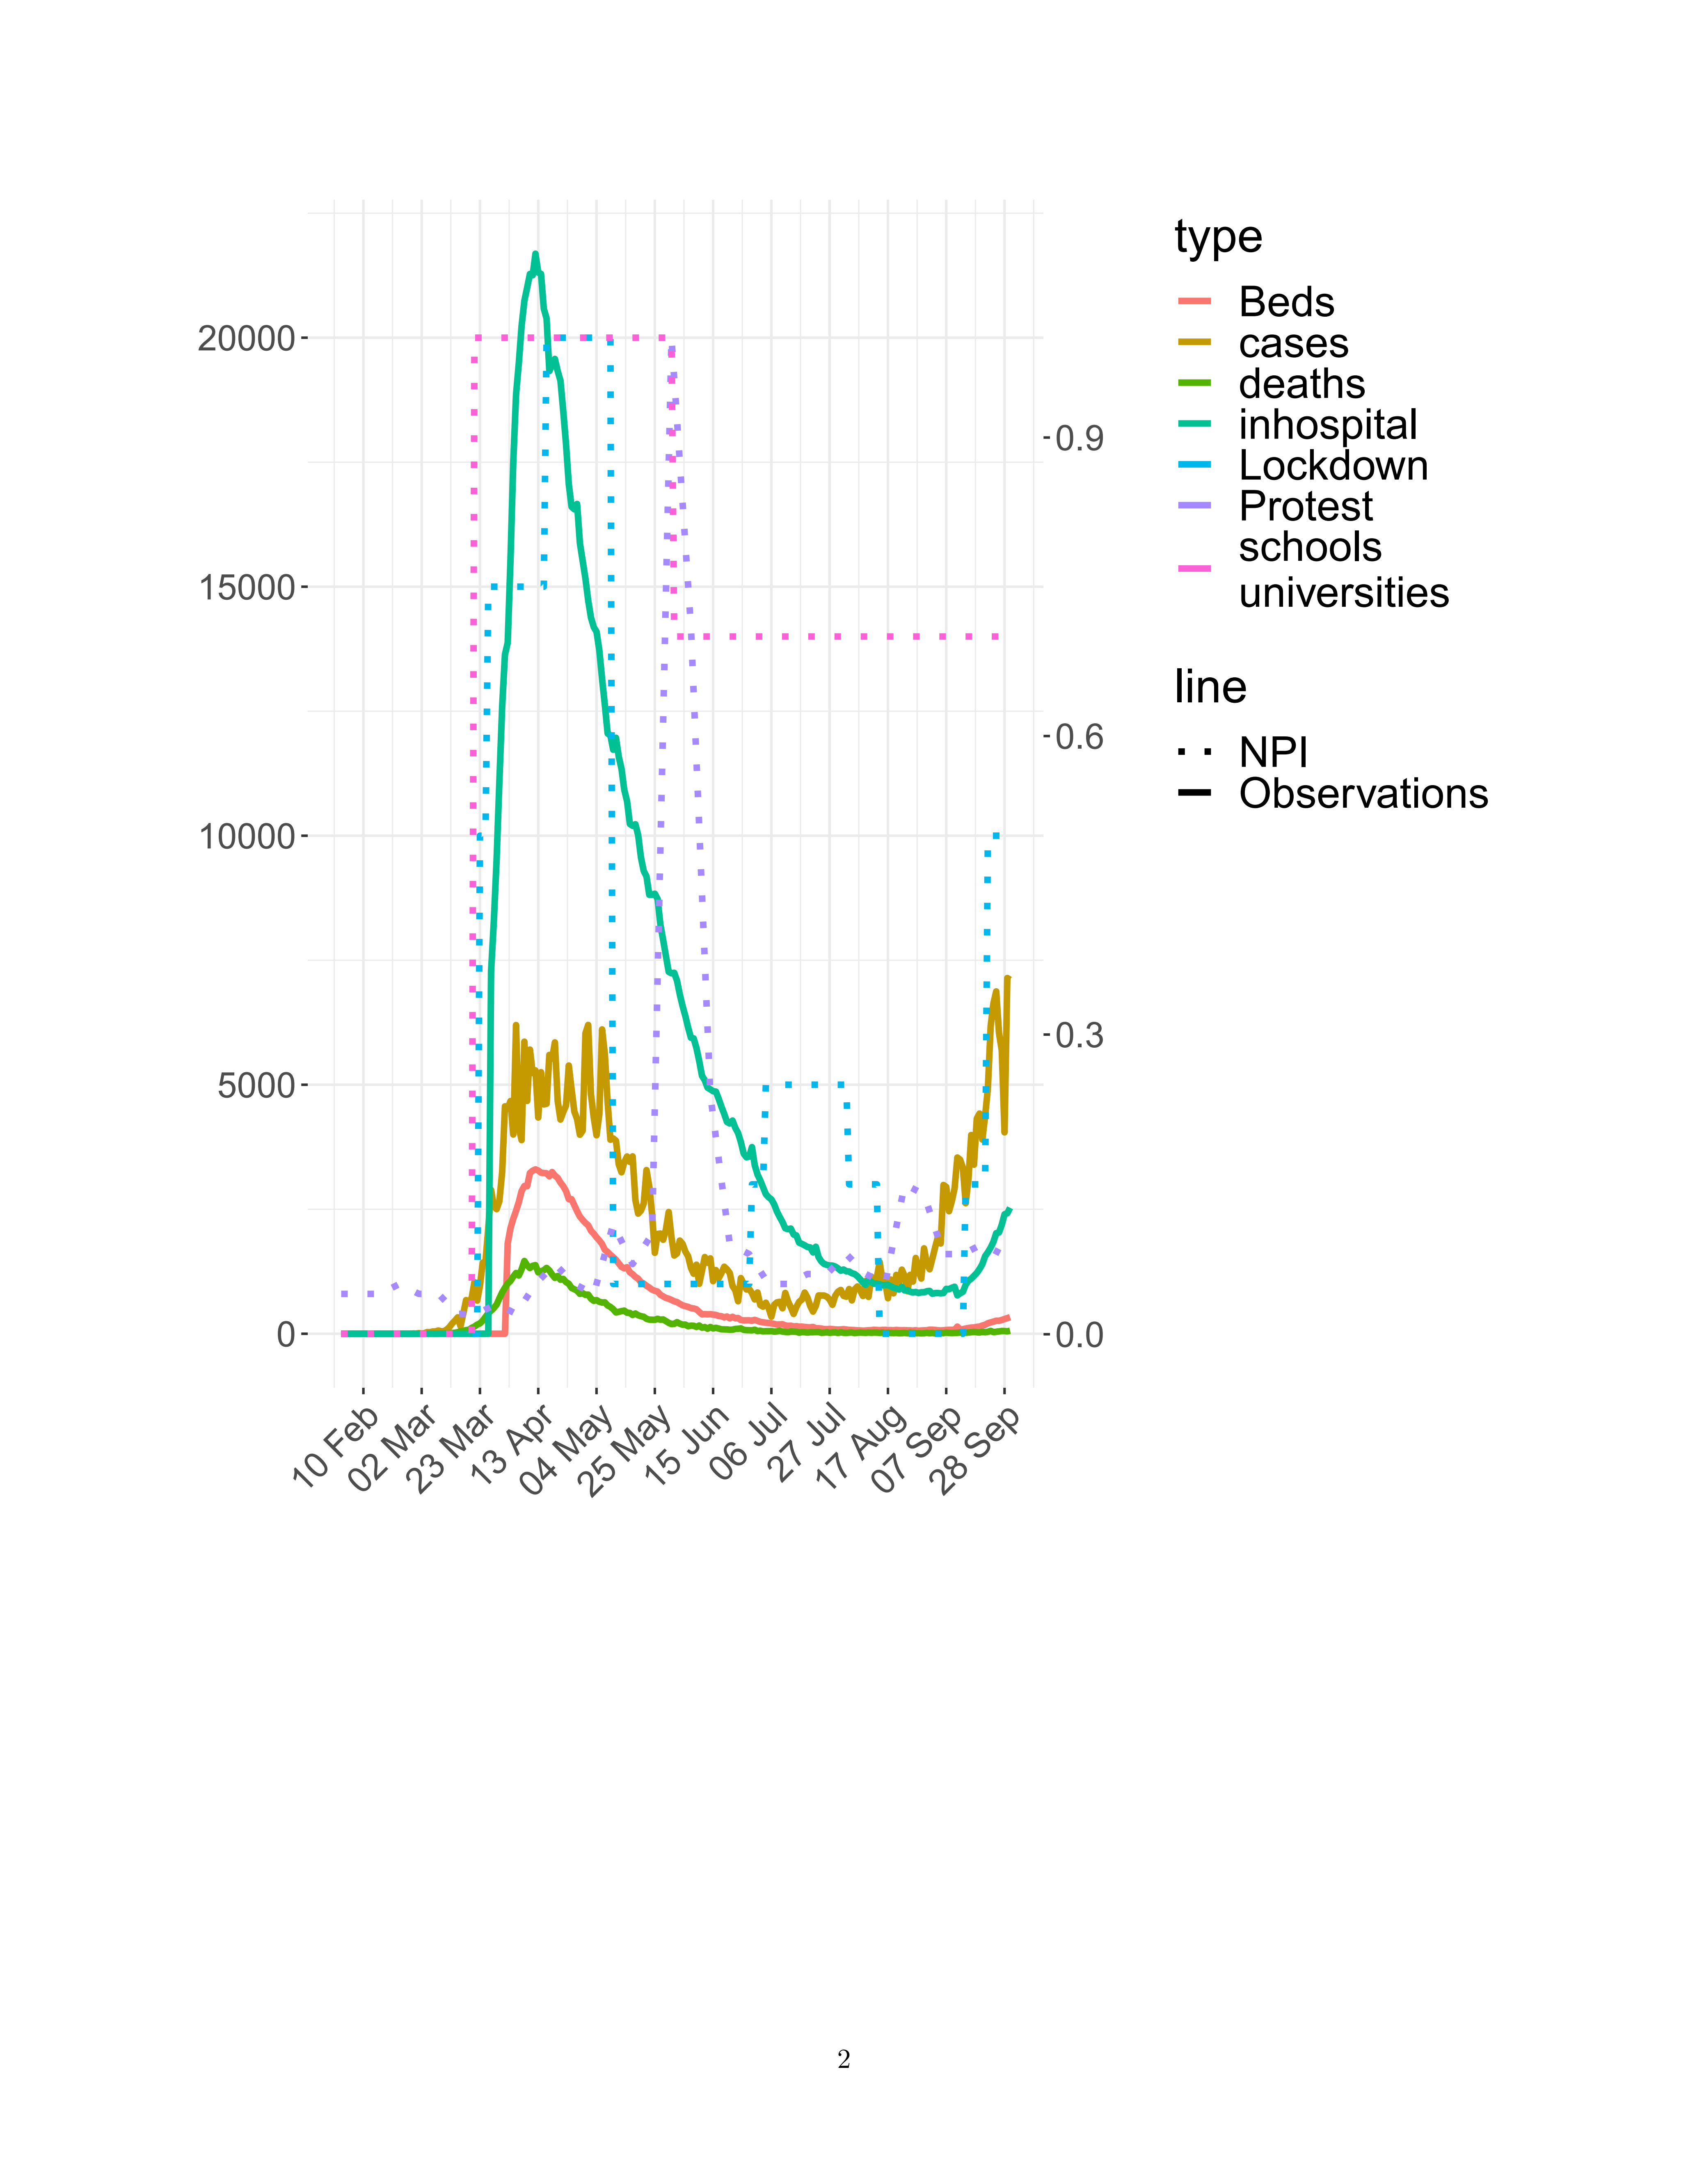 20000
15000
10000
5000
0
0.9
0.6
0.3
0.0
10 Feb
02 Mar
23 Mar
13 Apr
04 May
25 May
15 Jun
06 Jul
27 Jul
17 Aug
07 Sep
28 Sep
type
Beds
cases
deaths
inhospital
Lockdown
Protest
schools
universities
line
NPI
Observations
2